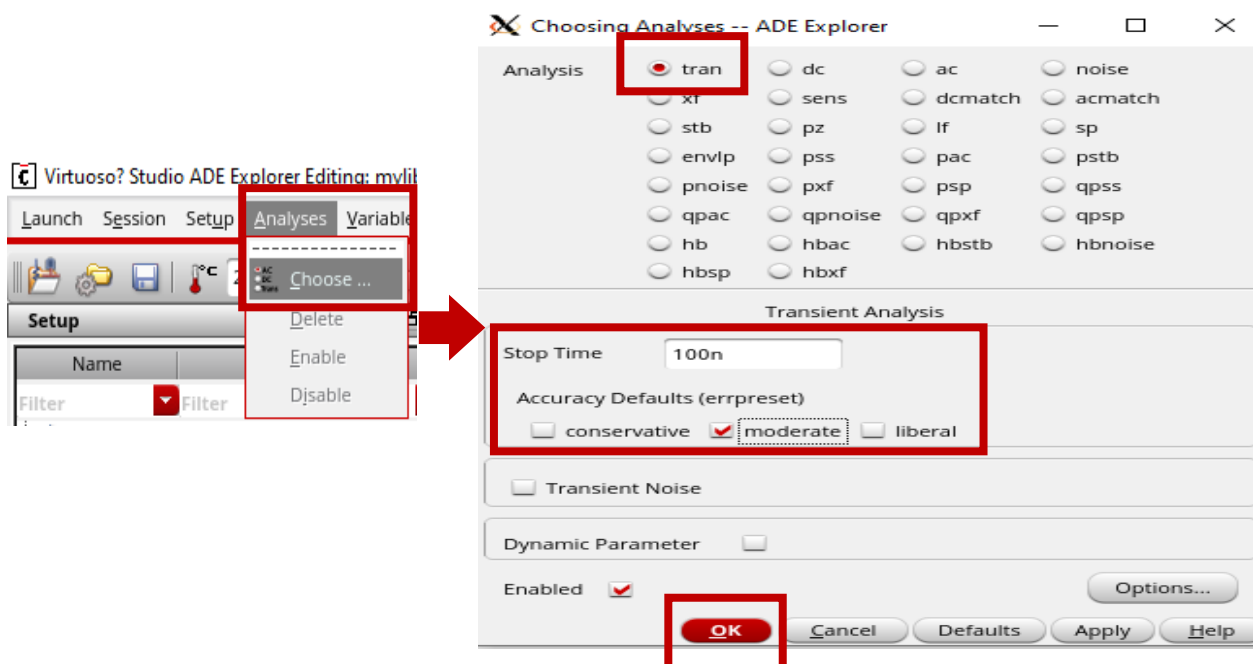 Virtuoso? Studio ADE Explorer Editing: mylib
Launch Session Setup Analyses Variable
Choose ...
Delete
Enable
Disable
Setup
Name
Filter Filter
Choosing Analyses -- ADE Explorer
Analysis tran dc ac noise
xf sens dcmatch acmatch
stb pz lf sp
envlp pss pac pstb
pnoise pxf psp qpss
qpac qpnoise qpxf qpsp
hb hbac hbstb hbnoise
hbsp hbxf
Transient Analysis
Stop Time 100n
Accuracy Defaults (errpreset)
conservative moderate liberal
Transient Noise
Dynamic Parameter
Enabled Options...
OK Cancel Defaults Apply Help